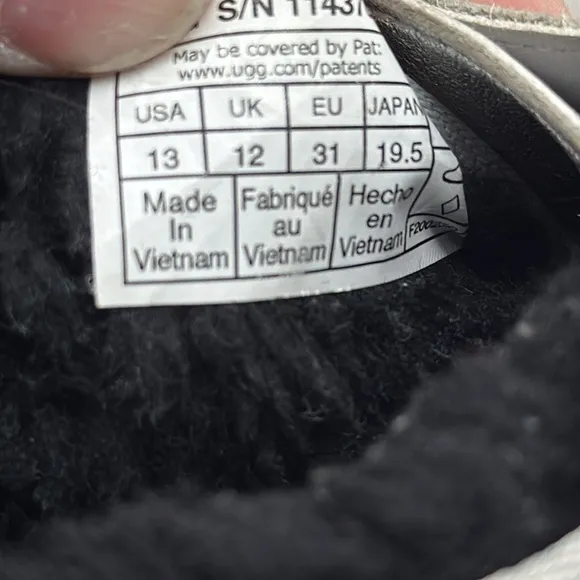 S/N 11431
May be covered by Pat:
www.ugg.com/patents
USA UK EU JAPAN
13 12 31 19.5
Made Fabriqué Hecho
In au en
Vietnam Vietnam Vietnam